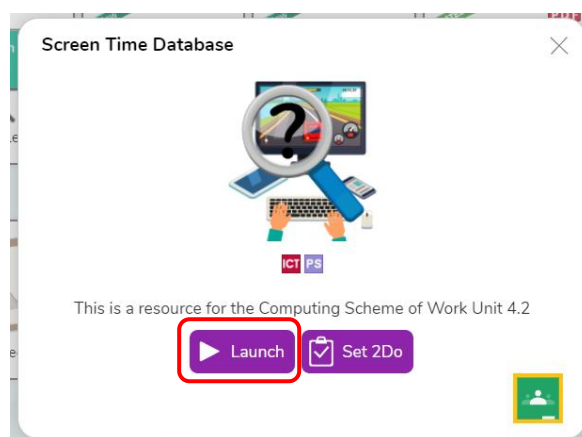 Screen Time Database
?
ICT PS
This is a resource for the Computing Scheme of Work Unit 4.2
Launch Set 2Do